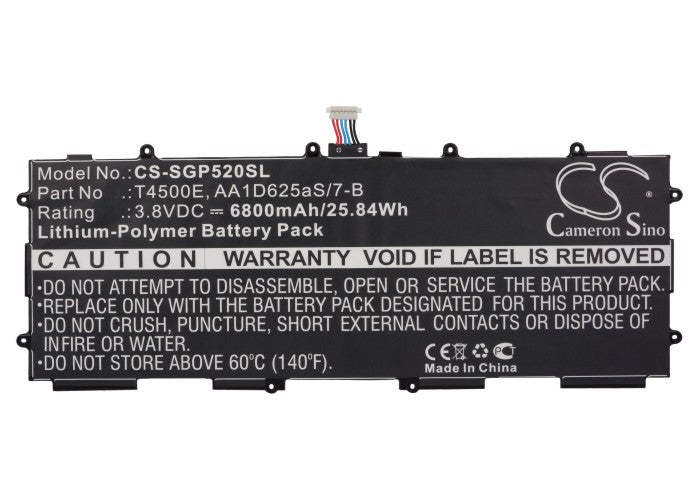 Model No.:CS-SGP520SL
Part No :T4500E, AA1D625aS/7-B
Rating :3.8VDC ⎓ 6800mAh/25.84Wh
Lithium-Polymer Battery Pack
CS
Cameron Sino
CAUTION WARRANTY VOID IF LABEL IS REMOVED
•DO NOT ATTEMPT TO DISASSEMBLE, OPEN OR SERVICE THE BATTERY.
•REPLACE ONLY WITH THE BATTERY PACK DESIGNATED FOR THIS PRODUCT.
•DO NOT CRUSH, PUNCTURE, SHORT EXTERNAL CONTACTS OR DISPOSE OF
INFIRE OR WATER.
•DO NOT STORE ABOVE 60°C (140°F).
CE PC
Made in China